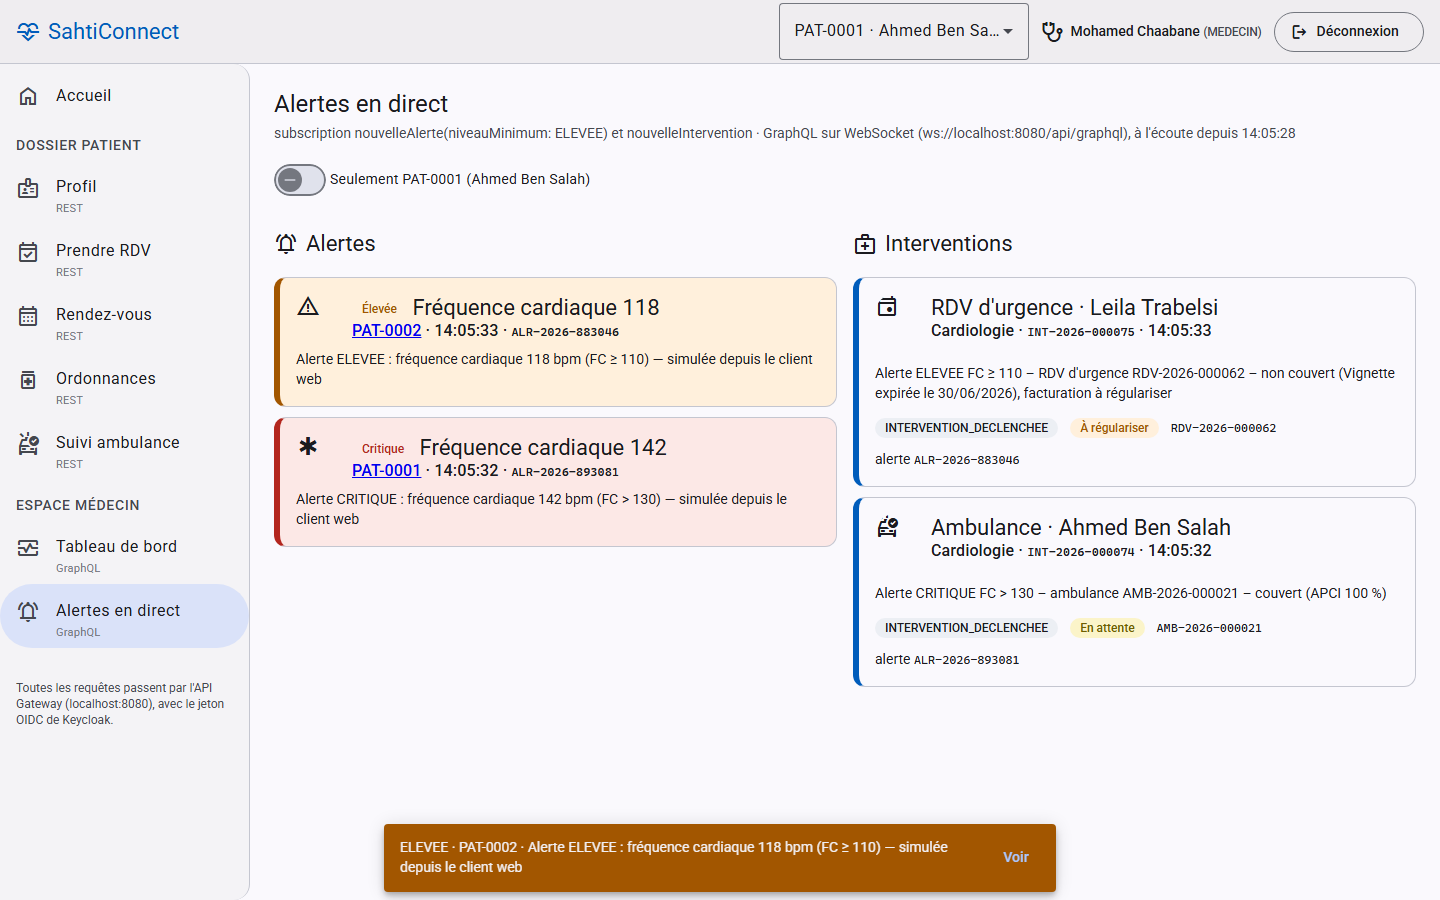 SahtiConnect
PAT-0001 · Ahmed Ben Sa...
Mohamed Chaabane (MEDECIN)
Déconnexion
Accueil
DOSSIER PATIENT
Profil
REST
Prendre RDV
REST
Rendez-vous
REST
Ordonnances
REST
Suivi ambulance
REST
ESPACE MÉDECIN
Tableau de bord
GraphQL
Alertes en direct
GraphQL
Toutes les requêtes passent par l'API
Gateway (localhost:8080), avec le jeton
OIDC de Keycloak.
Alertes en direct
subscription nouvelleAlerte(niveauMinimum: ELEVEE) et nouvelleIntervention · GraphQL sur WebSocket (ws://localhost:8080/api/graphql), à l'écoute depuis 14:05:28
Seulement PAT-0001 (Ahmed Ben Salah)
Alertes
Élevée Fréquence cardiaque 118
PAT-0002 · 14:05:33 · ALR-2026-883046
Alerte ELEVEE : fréquence cardiaque 118 bpm (FC ≥ 110) — simulée depuis le client
web
Critique Fréquence cardiaque 142
PAT-0001 · 14:05:32 · ALR-2026-893081
Alerte CRITIQUE : fréquence cardiaque 142 bpm (FC > 130) — simulée depuis le
client web
Interventions
RDV d'urgence · Leila Trabelsi
Cardiologie · INT-2026-000075 · 14:05:33
Alerte ELEVEE FC ≥ 110 – RDV d'urgence RDV-2026-000062 – non couvert (Vignette
expirée le 30/06/2026), facturation à régulariser
INTERVENTION_DECLENCHEE À régulariser RDV-2026-000062
alerte ALR-2026-883046
Ambulance · Ahmed Ben Salah
Cardiologie · INT-2026-000074 · 14:05:32
Alerte CRITIQUE FC > 130 – ambulance AMB-2026-000021 – couvert (APCI 100 %)
INTERVENTION_DECLENCHEE En attente AMB-2026-000021
alerte ALR-2026-893081
ELEVEE · PAT-0002 · Alerte ELEVEE : fréquence cardiaque 118 bpm (FC ≥ 110) — simulée
depuis le client web
Voir